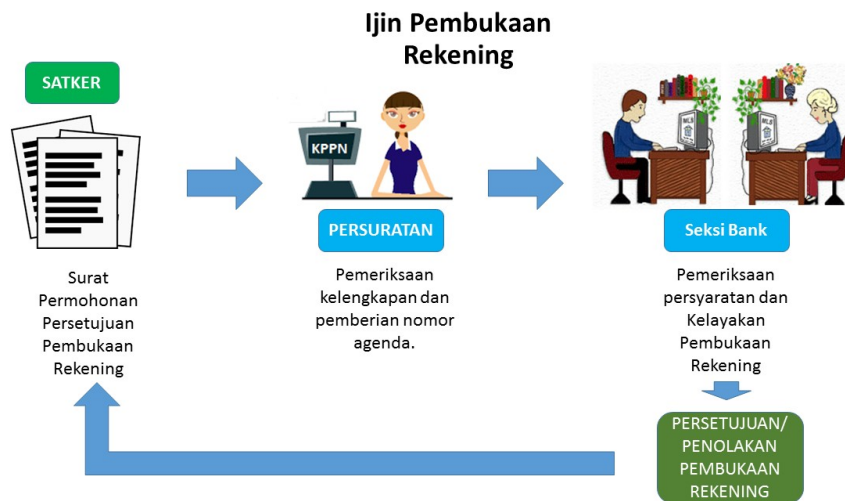 Ijin Pembukaan
Rekening
SATKER
Surat
Permohonan
Persetujuan
Pembukaan
Rekening
KPPN
PERSURATAN
Pemeriksaan
kelengkapan dan
pemberian nomor
agenda.
Seksi Bank
Pemeriksaan
persyaratan dan
Kelayakan
Pembukaan
Rekening
PERSETUJUAN/
PENOLAKAN
PEMBUKAAN
REKENING